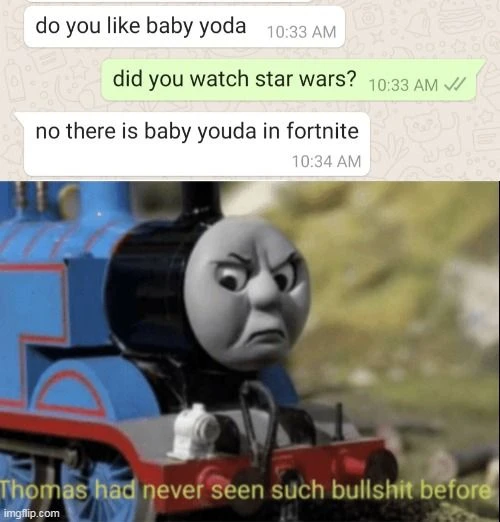 do you like baby yoda 10:33 AM
did you watch star wars? 10:33 AM
no there is baby youda in fortnite
10:34 AM
Thomas had never seen such bullshit before
imgflip.com